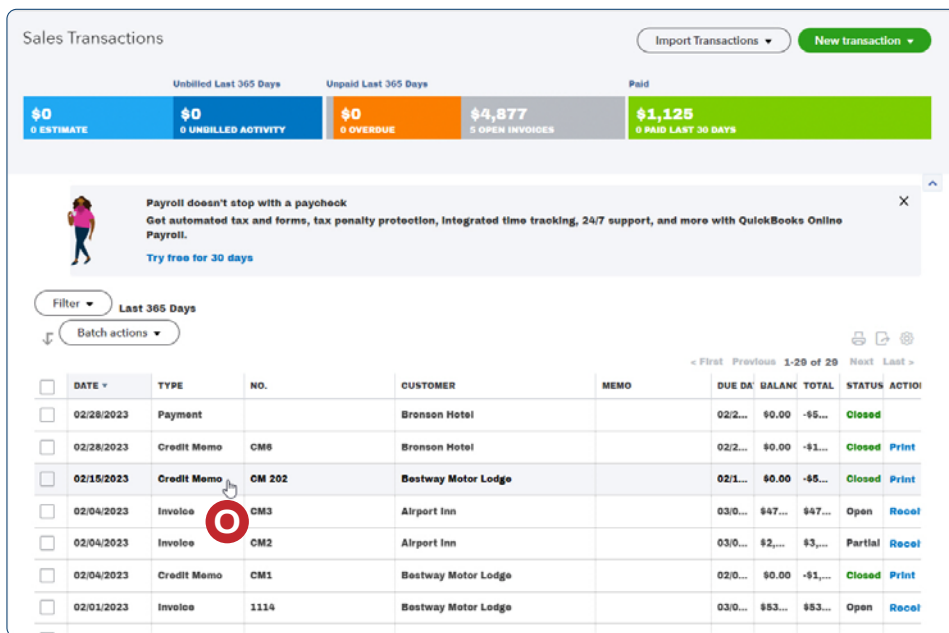 Sales Transactions
Import Transactions
New transaction
Unbilled Last 365 Days Unpaid Last 365 Days Paid
$0 $0 $0 $4,877 $1,125
0 ESTIMATE 0 UNBILLED ACTIVITY 0 OVERDUE 5 OPEN INVOICES 0 PAID LAST 30 DAYS
Payroll doesn't stop with a paycheck
Get automated tax and forms, tax penalty protection, integrated time tracking, 24/7 support, and more with QuickBooks Online
Payroll.
Try free for 30 days
Filter
Last 365 Days
Batch actions
< First Previous 1-29 of 29 Next Last >
DATE TYPE NO. CUSTOMER MEMO DUE DA BALANC TOTAL STATUS ACTIO
02/28/2023 Payment Bronson Hotel 02/2... $0.00 -$5... Closed
02/28/2023 Credit Memo CM6 Bronson Hotel 02/2... $0.00 -$1... Closed Print
02/15/2023 Credit Memo CM 202 Bestway Motor Lodge 02/1... $0.00 -$5... Closed Print
02/04/2023 Invoice CM3 Airport Inn 03/0... $47... $47... Open Recei
O
02/04/2023 Invoice CM2 Airport Inn 03/0... $2,... $3,... Partial Recei
02/04/2023 Credit Memo CM1 Bestway Motor Lodge 02/0... $0.00 -$1,... Closed Print
02/01/2023 Invoice 1114 Bestway Motor Lodge 03/0... $53... $53... Open Recei